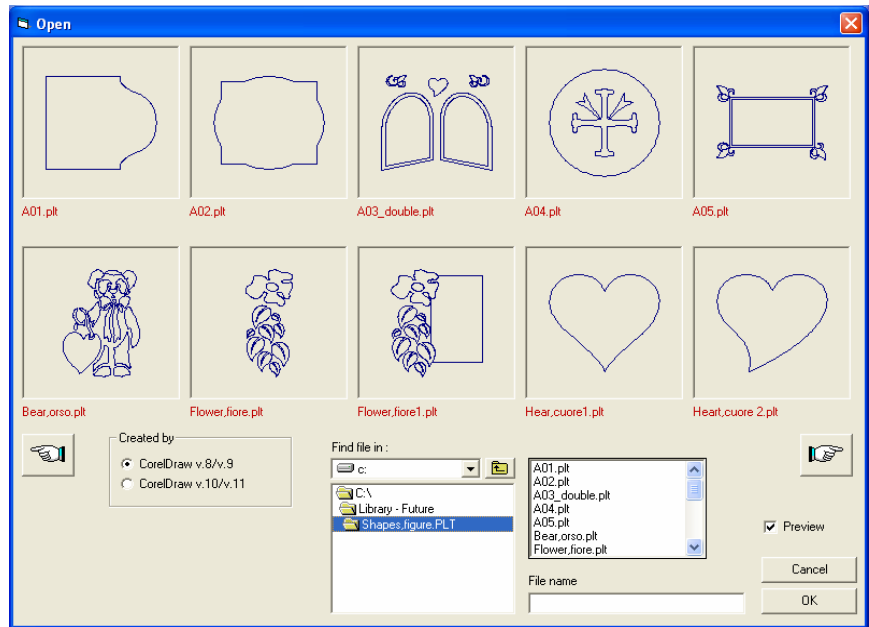 Open
A01.plt
A02.plt
A03_double.plt
A04.plt
A05.plt
Bear,orso.plt
Flower,fiore.plt
Flower,fiore1.plt
Hear,cuore1.plt
Heart,cuore 2.plt
Created by
CorelDraw v.8/v.9
CorelDraw v.10/v.11
Find file in :
c:
C:\
Library - Future
Shapes,figure.PLT
A01.plt
A02.plt
A03_double.plt
A04.plt
A05.plt
Bear,orso.plt
Flower,fiore.plt
File name
Preview
Cancel
OK